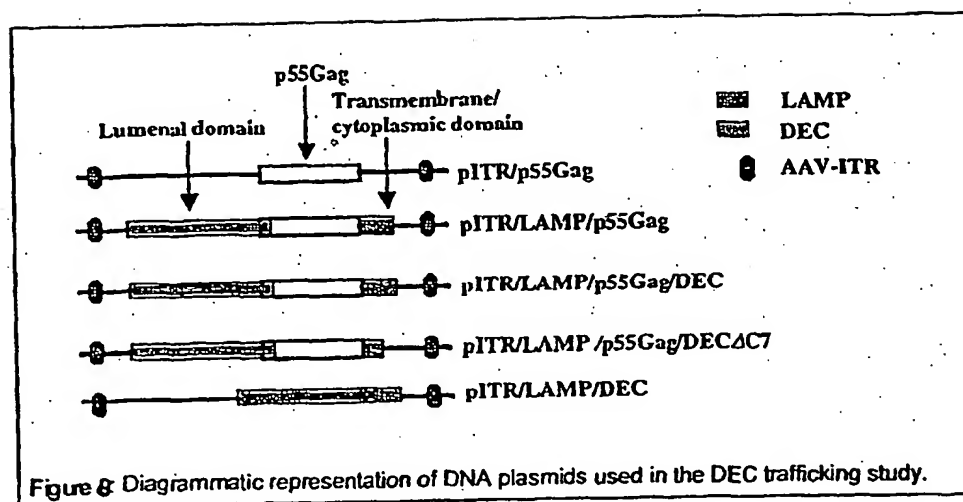 p55Gag
Lumenal domain
Transmembrane/
cytoplasmic domain
LAMP
DEC
AAV-ITR
pITR/p55Gag
pITR/LAMP/p55Gag
pITR/LAMP/p55Gag/DEC
pITR/LAMP /p55Gag/DECΔC7
pITR/LAMP/DEC
Figure 8: Diagrammatic representation of DNA plasmids used in the DEC trafficking study.